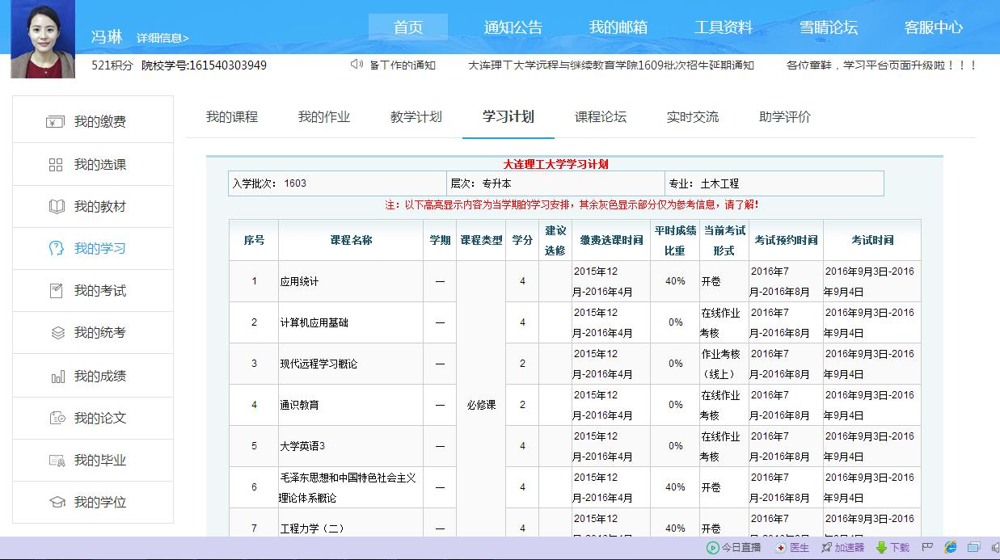 冯琳 详细信息>
首页 通知公告 我的邮箱 工具资料 雪晴论坛 客服中心
521积分 院校学号:161540303949
备工作的通知 大连理工大学远程与继续教育学院1609批次招生延期通知 各位童鞋，学习平台页面升级啦！！！
我的缴费
我的选课
我的教材
我的学习
我的考试
我的统考
我的成绩
我的论文
我的毕业
我的学位
我的课程 我的作业 教学计划 学习计划 课程论坛 实时交流 助学评价
大连理工大学学习计划
入学批次： 1603 层次： 专升本 专业： 土木工程
注：以下高亮显示内容为当学期的学习安排，其余灰色显示部分仅为参考信息，请了解！
序号 课程名称 学期 课程类型 学分 建议选修 缴费选课时间 平时成绩比重 当前考试形式 考试预约时间 考试时间
1 应用统计 — 4 2015年12月-2016年4月 40% 开卷 2016年7月-2016年8月 2016年9月3日-2016年9月4日
2 计算机应用基础 — 4 2015年12月-2016年4月 0% 在线作业考核 2016年7月-2016年8月 2016年9月3日-2016年9月4日
3 现代远程学习概论 — 2 2015年12月-2016年4月 0% 作业考核（线上） 2016年7月-2016年8月 2016年9月3日-2016年9月4日
4 通识教育 — 必修课 2 2015年12月-2016年4月 0% 在线作业考核 2016年7月-2016年8月 2016年9月3日-2016年9月4日
5 大学英语3 — 4 2015年12月-2016年4月 0% 在线作业考核 2016年7月-2016年8月 2016年9月3日-2016年9月4日
6 毛泽东思想和中国特色社会主义理论体系概论 — 4 2015年12月-2016年4月 40% 开卷 2016年7月-2016年8月 2016年9月3日-2016年9月4日
7 工程力学（二） — 4 2015年12月-2016年4月 40% 开卷 2016年7月-2016年8月 2016年9月3日-2016年9月4日
今日直播 医生 加速器 下载